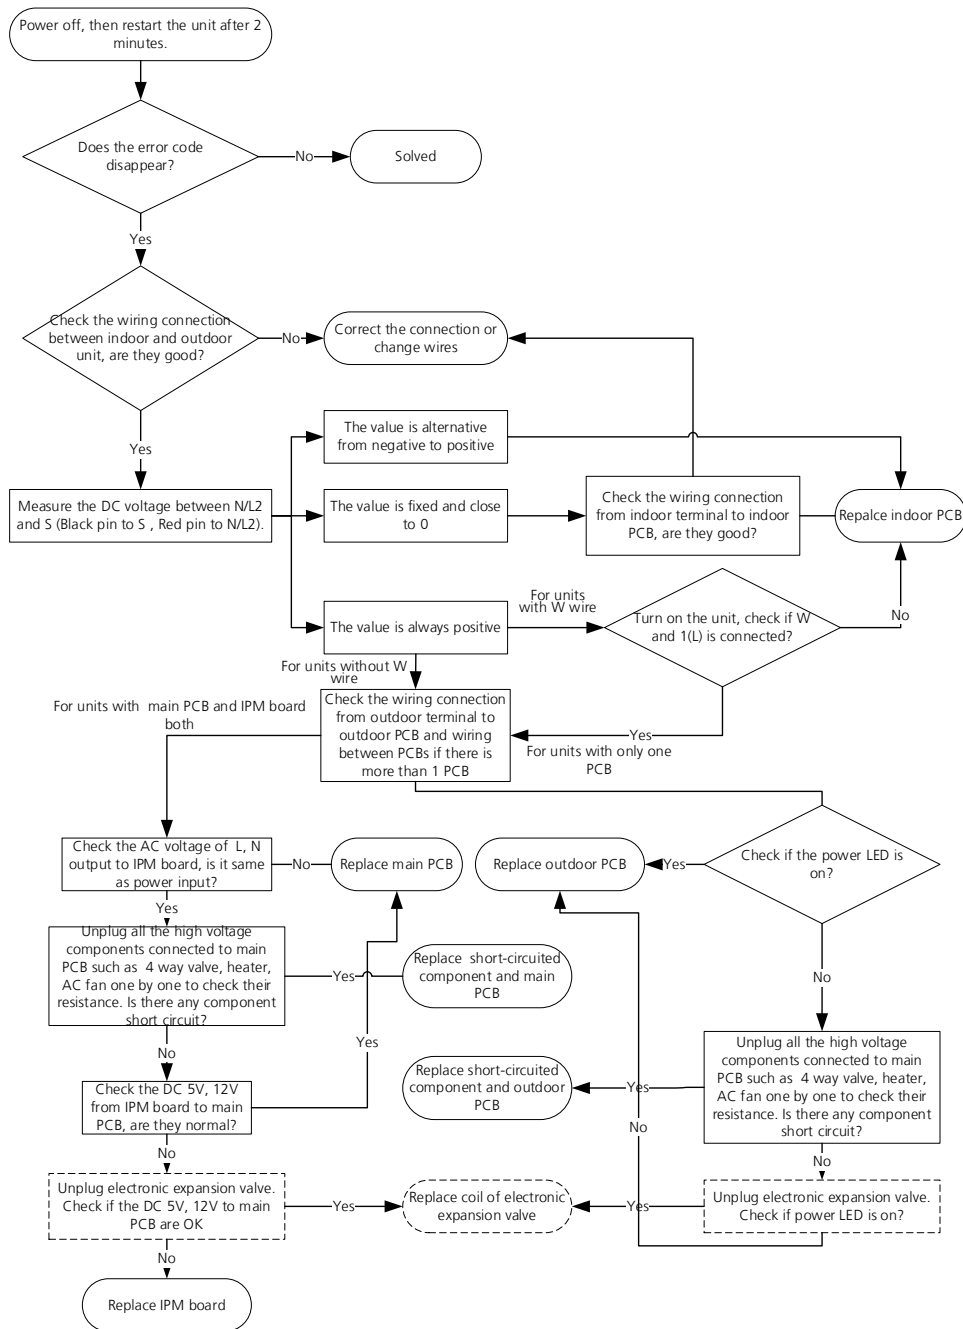 Power off, then restart the unit after 2
minutes.
Does the error code
disappear?
No
Solved
Yes
Check the wiring connection
between indoor and outdoor
unit, are they good?
No
Correct the connection or
change wires
Yes
The value is alternative
from negative to positive
Measure the DC voltage between N/L2
and S (Black pin to S , Red pin to N/L2).
The value is fixed and close
to 0
Check the wiring connection
from indoor terminal to indoor
PCB, are they good?
Repalce indoor PCB
The value is always positive
For units
with W wire
Turn on the unit, check if W
and 1(L) is connected?
No
For units without W
wire
For units with  main PCB and IPM board
both
Check the wiring connection
from outdoor terminal to
outdoor PCB and wiring
between PCBs if there is
more than 1 PCB
Yes
For units with only one
PCB
Check the AC voltage of  L, N
output to IPM board, is it same
as power input?
No
Replace main PCB
Replace outdoor PCB
Yes
Check if the power LED is
on?
Yes
Unplug all the high voltage
components connected to main
PCB such as  4 way valve, heater,
AC fan one by one to check their
resistance. Is there any component
short circuit?
Yes
Replace  short-circuited
component and main
PCB
No
No
Yes
Check the DC 5V, 12V
from IPM board to main
PCB, are they normal?
Replace short-circuited
component and outdoor
PCB
Yes
Unplug all the high voltage
components connected to main
PCB such as  4 way valve, heater,
AC fan one by one to check their
resistance. Is there any component
short circuit?
No
No
No
Unplug electronic expansion valve.
Check if the DC 5V, 12V to main
PCB are OK
Yes
Replace coil of electronic
expansion valve
Yes
Unplug electronic expansion valve.
Check if power LED is on?
No
Replace IPM board